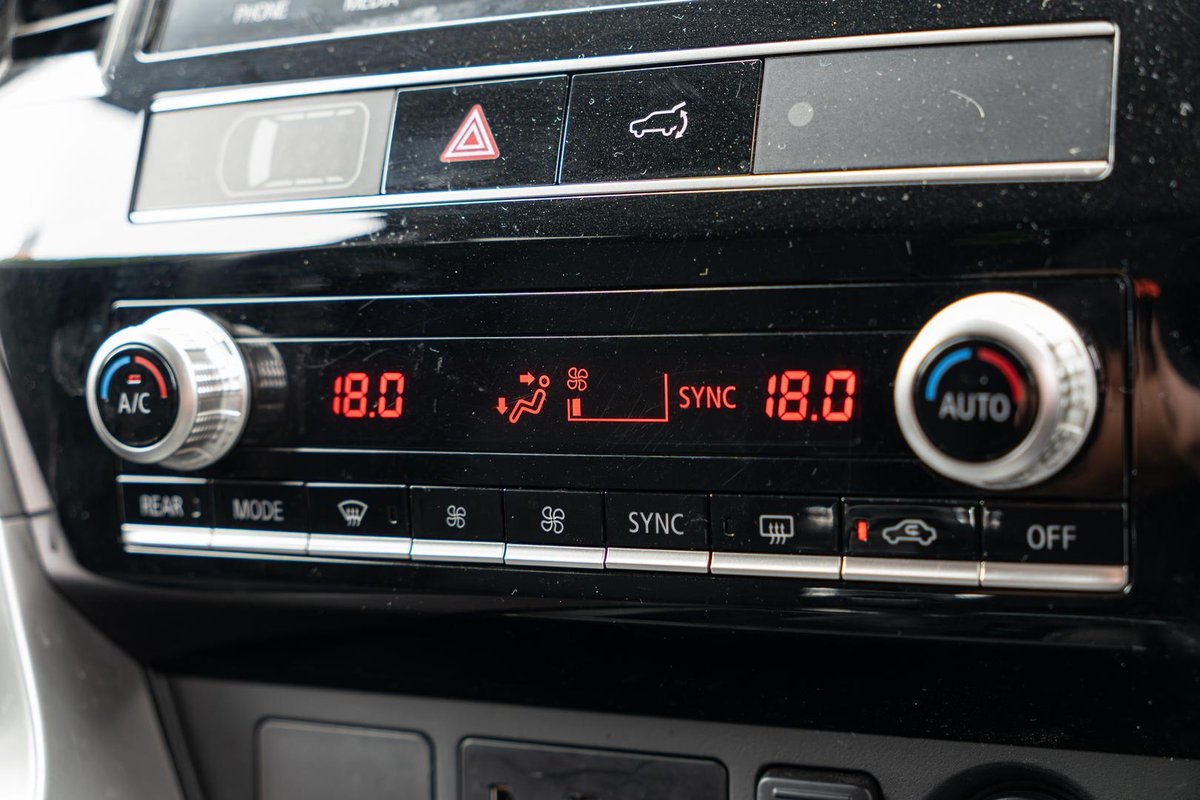 PHONE MEDIA
A/C 18.0 SYNC 18.0 AUTO
REAR MODE SYNC OFF